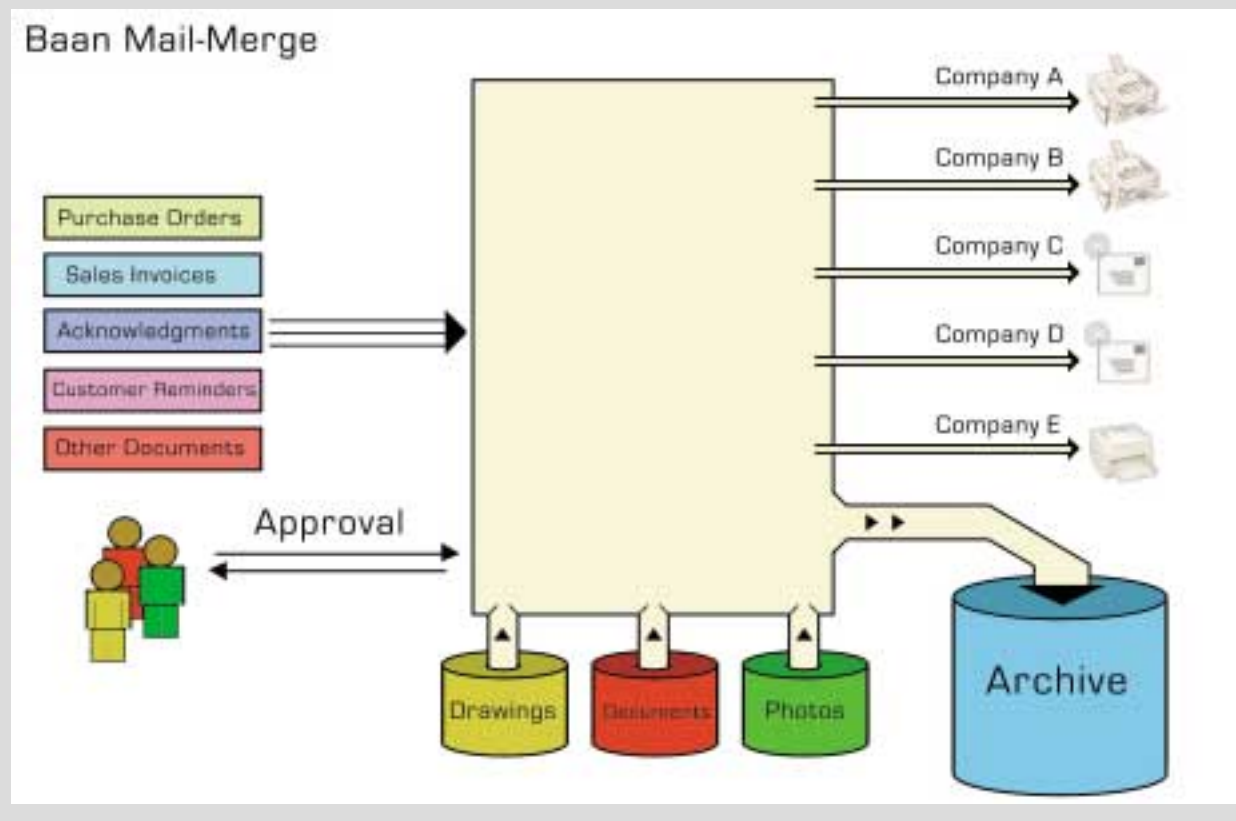 Baan Mail-Merge
Company A
Company B
Purchase Orders
Sales Invoices
Acknowledgments
Customer Reminders
Other Documents
Company C
Company D
Company E
Approval
Drawings
Documents
Photos
Archive